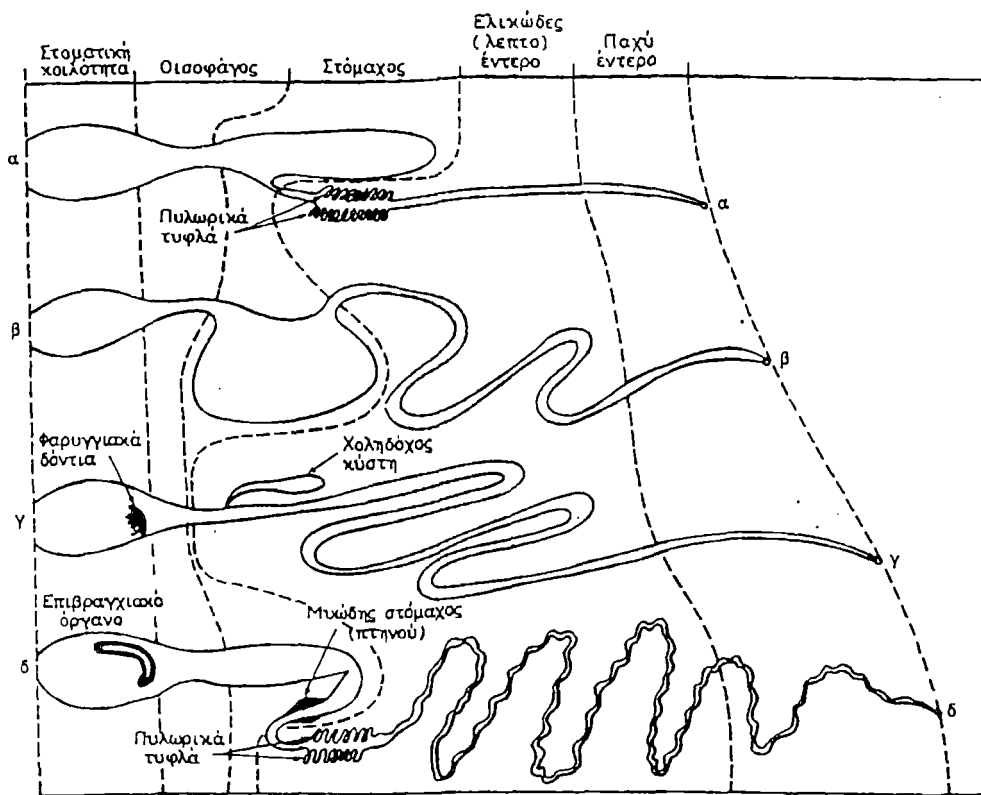 Στοματική
κοιλότητα
Οισοφάγος
Στόμαχος
Ελικώδες
(λεπτο)
έντερο
Παχύ
έντερο
α
Πυλωρικά
τυφλά
α
β
β
Φαρυγγιακά
δόντια
Χοληδόχος
κύστη
γ
γ
Επιβραγχιακό
όργανο
Μυώδης στόμαχος
(πτηνού)
δ
δ
Πυλωρικά
τυφλά